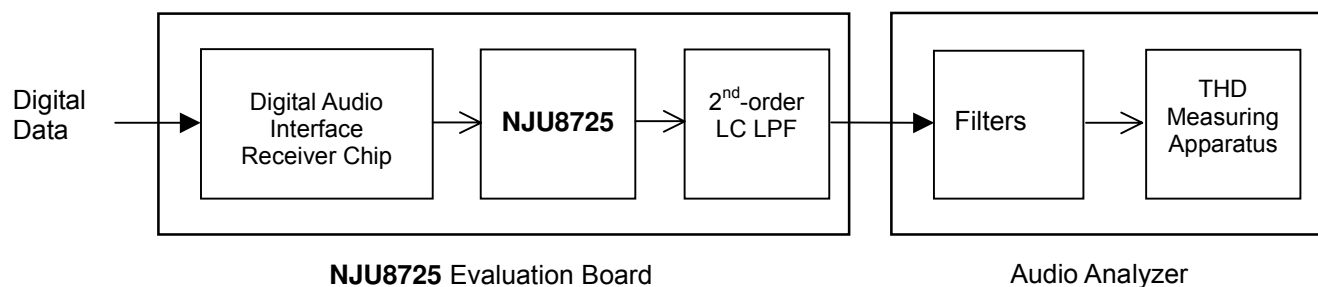 Digital
Data
Digital Audio
Interface
Receiver Chip
NJU8725
2nd-order
LC LPF
Filters
THD
Measuring
Apparatus
NJU8725 Evaluation Board
Audio Analyzer